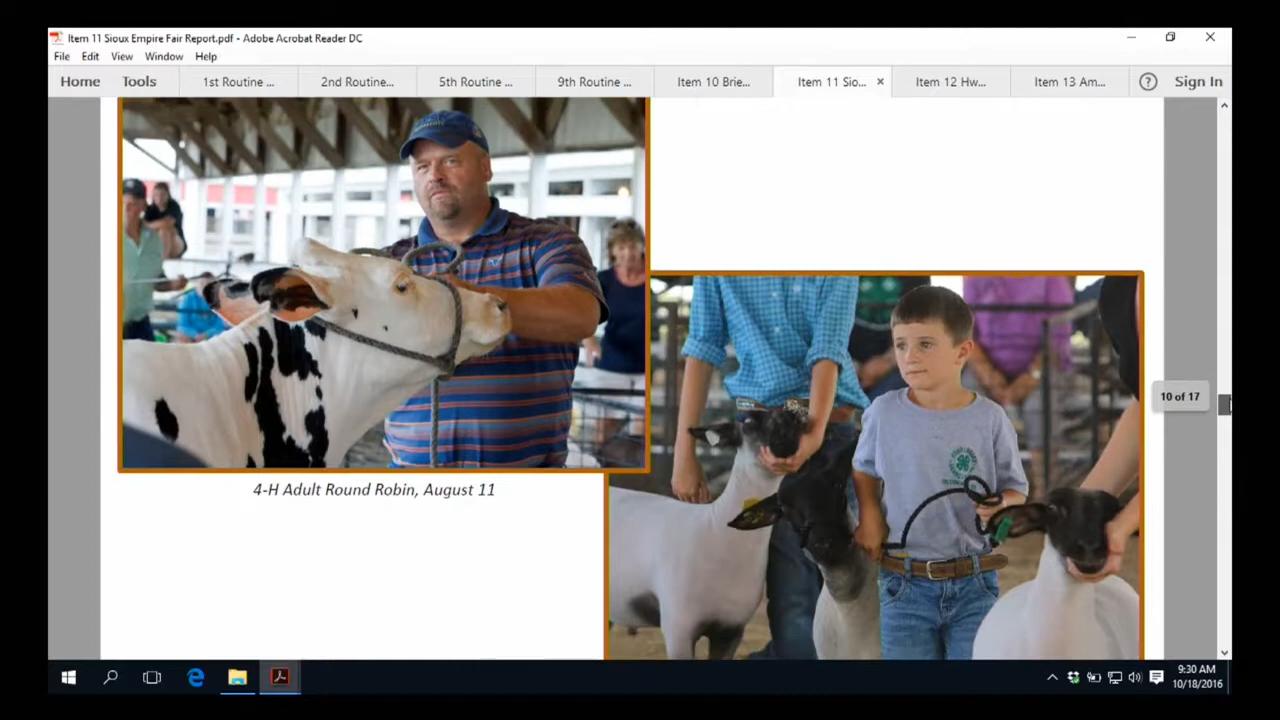 Item 11 Sioux Empire Fair Report.pdf - Adobe Acrobat Reader DC
File Edit View Window Help
Home Tools 1st Routine ... 2nd Routine... 5th Routine ... 9th Routine ... Item 10 Brie... Item 11 Sio... × Item 12 Hw... Item 13 Am... ? Sign In
10 of 17
4-H Adult Round Robin, August 11
9:30 AM
10/18/2016